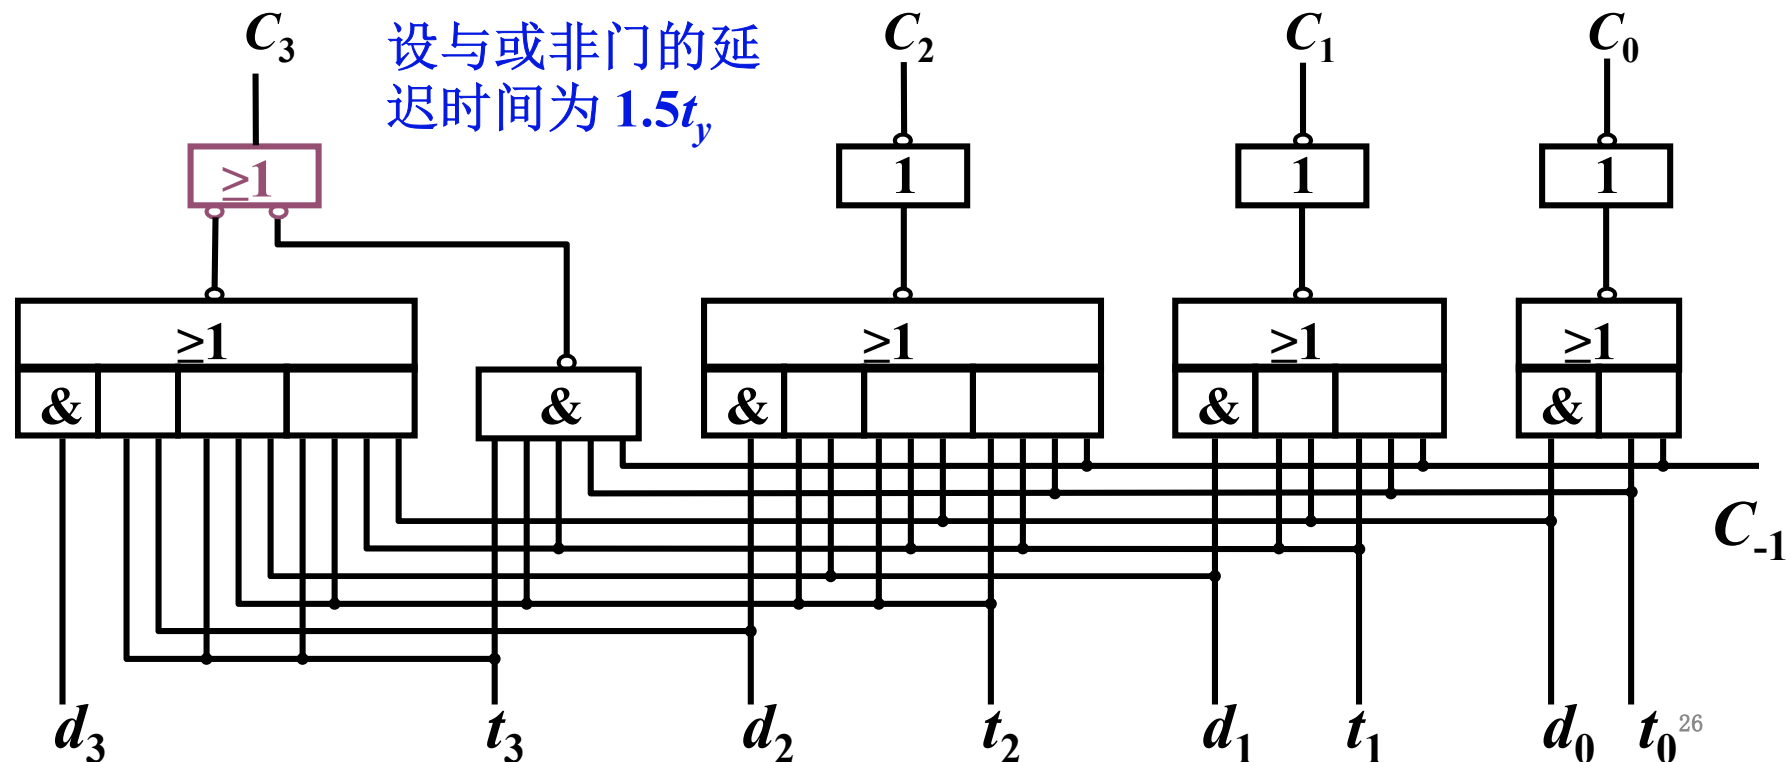 C₃ 设与或非门的延 C₂ C₁ C₀
迟时间为 1.5t_y
≥1 1 1 1
≥1 ≥1 ≥1 ≥1
& & & & &
C₋₁
d₃ t₃ d₂ t₂ d₁ t₁ d₀ t₀ 26